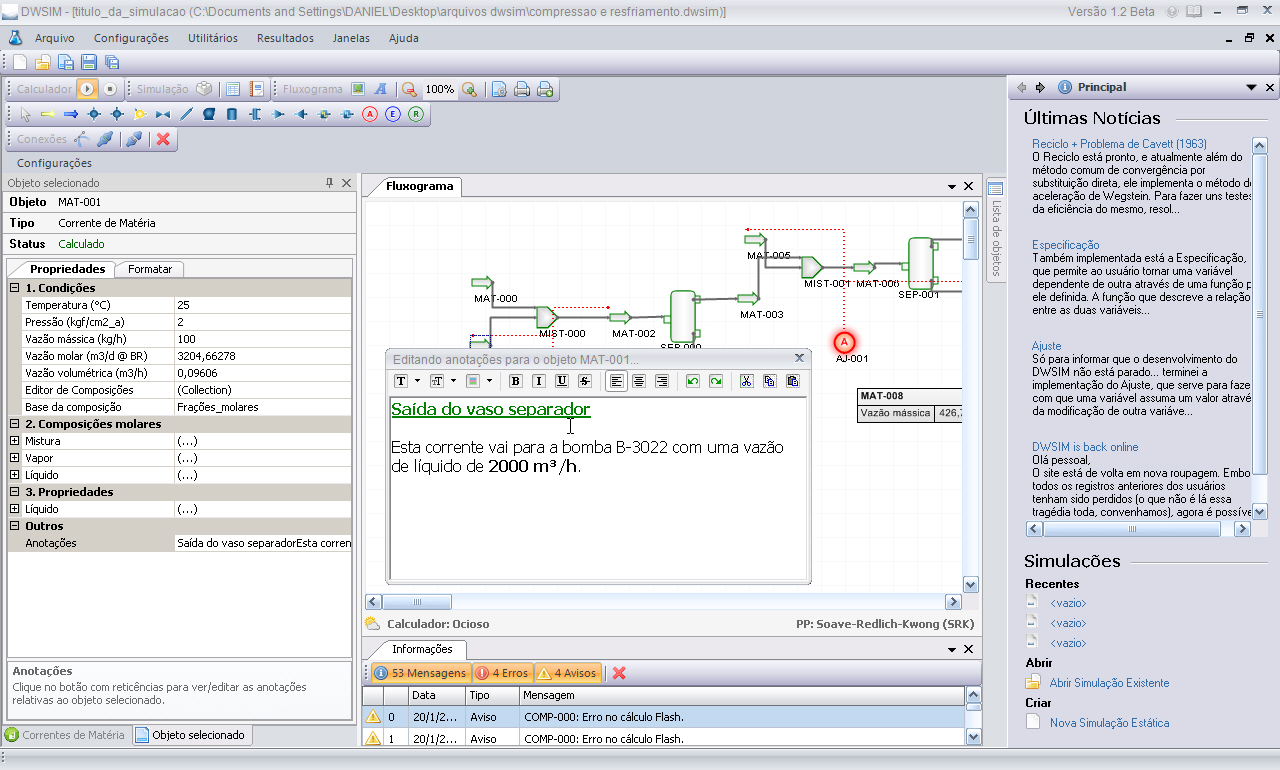 DWSIM - [titulo_da_simulacao (C:\Documents and Settings\DANIEL\Desktop\arquivos dwsim\compressao e resfriamento.dwsim)]
Versão 1.2 Beta
Arquivo Configurações Utilitários Resultados Janelas Ajuda
Calculador Simulação Fluxograma A 100%
A E R
Conexões
Configurações
Objeto selecionado
Objeto MAT-001
Tipo Corrente de Matéria
Status Calculado
Propriedades Formatar
1. Condições
Temperatura (ºC) 25
Pressão (kgf/cm2_a) 2
Vazão mássica (kg/h) 100
Vazão molar (m3/d @ BR) 3204,66278
Vazão volumétrica (m3/h) 0,09606
Editor de Composições (Collection)
Base da composição Frações_molares
2. Composições molares
Mistura (...)
Vapor (...)
Líquido (...)
3. Propriedades
Líquido (...)
Outros
Anotações Saída do vaso separadorEsta corren
Anotações
Clique no botão com reticências para ver/editar as anotações
relativas ao objeto selecionado.
Correntes de Matéria Objeto selecionado
Fluxograma
MAT-005
MIST-001 MAT-006
SEP-001
MAT-000
MAT-003
MIST-000 MAT-002
SEP-000
A
AJ-001
MAT-008
Vazão mássica 426,7
Editando anotações para o objeto MAT-001...
T T B I U S
Saída do vaso separador
Esta corrente vai para a bomba B-3022 com uma vazão
de líquido de 2000 m³/h.
Calculador: Ocioso
PP: Soave-Redlich-Kwong (SRK)
Informações
53 Mensagens 4 Erros 4 Avisos
Data Tipo Mensagem
0 20/1/2... Aviso COMP-000: Erro no cálculo Flash.
1 20/1/2... Aviso COMP-000: Erro no cálculo Flash.
Lista de objetos
Principal
Últimas Notícias
Reciclo + Problema de Cavett (1963)
O Reciclo está pronto, e atualmente além do
método comum de convergência por
substituição direta, ele implementa o método d
aceleração de Wegstein. Para fazer uns testes
da eficiência do mesmo, resol...
Especificação
Também implementada está a Especificação,
que permite ao usuário tornar uma variável
dependente de outra através de uma função p
ele definida. A função que descreve a relação
entre as duas variáveis...
Ajuste
Só para informar que o desenvolvimento do
DWSIM não está parado... terminei a
implementação do Ajuste, que serve para faze
com que uma variável assuma um valor atravé
da modificação de outra variáve...
DWSIM is back online
Olá pessoal,
O site está de volta em nova roupagem. Embo
todos os registros anteriores dos usuários
tenham sido perdidos (o que não é lá essa
tragédia toda, convenhamos), agora é possíve
Simulações
Recentes
<vazio>
<vazio>
<vazio>
Abrir
Abrir Simulação Existente
Criar
Nova Simulação Estática